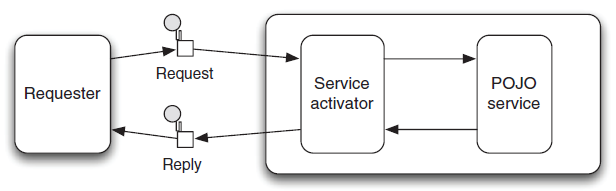 Requester
Request
Reply
Service
activator
POJO
service